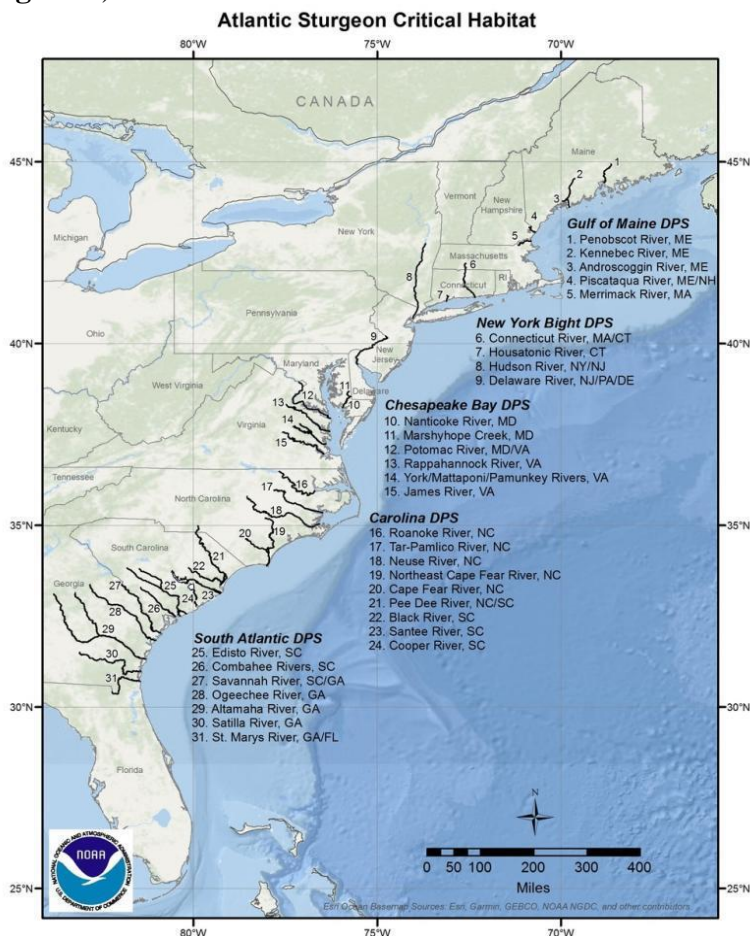 Atlantic Sturgeon Critical Habitat
80°W 75°W 70°W
CANADA
45°N 45°N
Maine
1
2
3
4
5
Vermont
New
Hampshire
Michigan
New York
Massachusetts
6
RI
Connecticut
7
8
Gulf of Maine DPS
1. Penobscot River, ME
2. Kennebec River, ME
3. Androscoggin River, ME
4. Piscataqua River, ME/NH
5. Merrimack River, MA
Pennsylvania
New York Bight DPS
6. Connecticut River, MA/CT
7. Housatonic River, CT
8. Hudson River, NY/NJ
9. Delaware River, NJ/PA/DE
40°N 40°N
9
New
Jersey
Ohio
Maryland
11
Delaware
10
12
West Virginia
13
Virginia
14
15
Kentucky
Chesapeake Bay DPS
10. Nanticoke River, MD
11. Marshyhope Creek, MD
12. Potomac River, MD/VA
13. Rappahannock River, VA
14. York/Mattaponi/Pamunkey Rivers, VA
15. James River, VA
Tennessee
17
16
North Carolina
18
19
20
35°N 35°N
Carolina DPS
16. Roanoke River, NC
17. Tar-Pamlico River, NC
18. Neuse River, NC
19. Northeast Cape Fear River, NC
20. Cape Fear River, NC
21. Pee Dee River, NC/SC
22. Black River, SC
23. Santee River, SC
24. Cooper River, SC
South Carolina
21
22
Georgia
27
25
24
23
28
26
29
30
31
South Atlantic DPS
25. Edisto River, SC
26. Combahee Rivers, SC
27. Savannah River, SC/GA
28. Ogeechee River, GA
29. Altamaha River, GA
30. Satilla River, GA
31. St. Marys River, GA/FL
30°N 30°N
Florida
N
0 50 100 200 300 400
Miles
NATIONAL OCEANIC AND ATMOSPHERIC ADMINISTRATION
NOAA
U.S. DEPARTMENT OF COMMERCE
25°N 25°N
Esri Ocean Basemap Sources: Esri, Garmin, GEBCO, NOAA NGDC, and other contributors
80°W 75°W 70°W